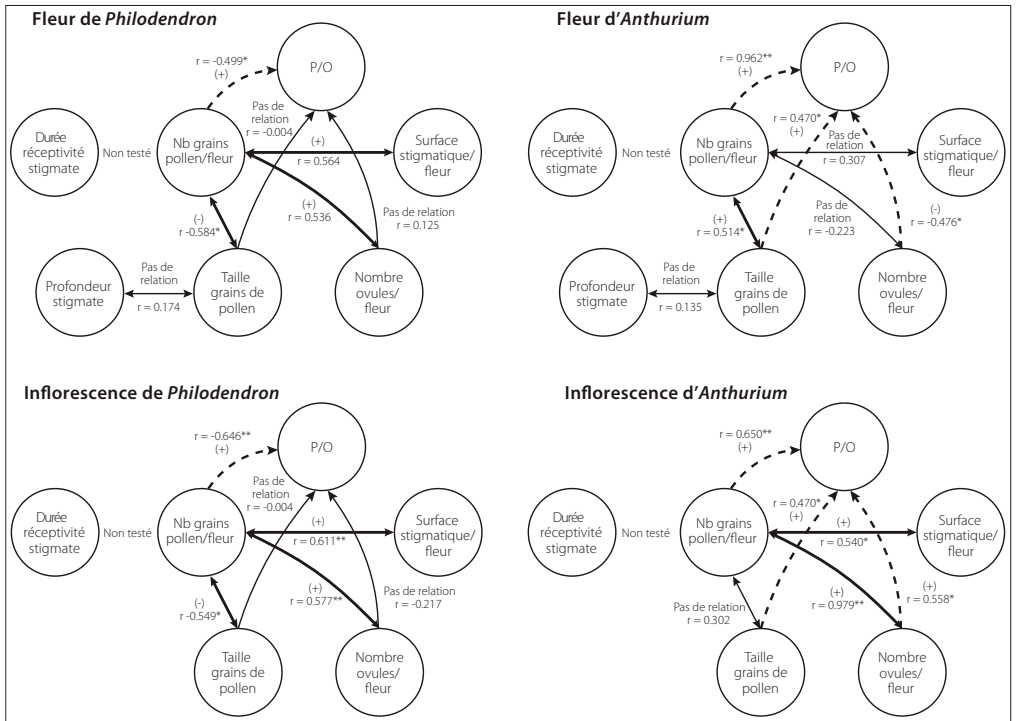 Fleur de Philodendron
P/O
r = -0.499*
(+)
Pas de
relation
r = -0.004
Durée
réceptivité
stigmate
Non testé
Nb grains
pollen/fleur
(+)
r = 0.564
Surface
stigmatique/
fleur
(+)
r = 0.536
Pas de relation
r = 0.125
(-)
r -0.584*
Profondeur
stigmate
Pas de
relation
r = 0.174
Taille
grains de
pollen
Nombre
ovules/
fleur
Fleur d'Anthurium
P/O
r = 0.962**
(+)
r = 0.470*
(+)
Durée
réceptivité
stigmate
Non testé
Nb grains
pollen/fleur
Pas de
relation
r = 0.307
Surface
stigmatique/
fleur
Pas de
relation
r = -0.223
(-)
r = -0.476*
(+)
r = 0.514*
Profondeur
stigmate
Pas de
relation
r = 0.135
Taille
grains de
pollen
Nombre
ovules/
fleur
Inflorescence de Philodendron
P/O
r = -0.646**
(+)
Pas de
relation
r = -0.004
Durée
réceptivité
stigmate
Non testé
Nb grains
pollen/fleur
(+)
r = 0.611**
Surface
stigmatique/
fleur
(+)
r = 0.577**
Pas de relation
r = -0.217
(-)
r -0.549*
Taille
grains de
pollen
Nombre
ovules/
fleur
Inflorescence d'Anthurium
P/O
r = 0.650**
(+)
r = 0.470*
(+)
Durée
réceptivité
stigmate
Non testé
Nb grains
pollen/fleur
(+)
r = 0.540*
Surface
stigmatique/
fleur
(+)
r = 0.979**
(+)
r = 0.558*
Pas de relation
r = 0.302
Taille
grains de
pollen
Nombre
ovules/
fleur